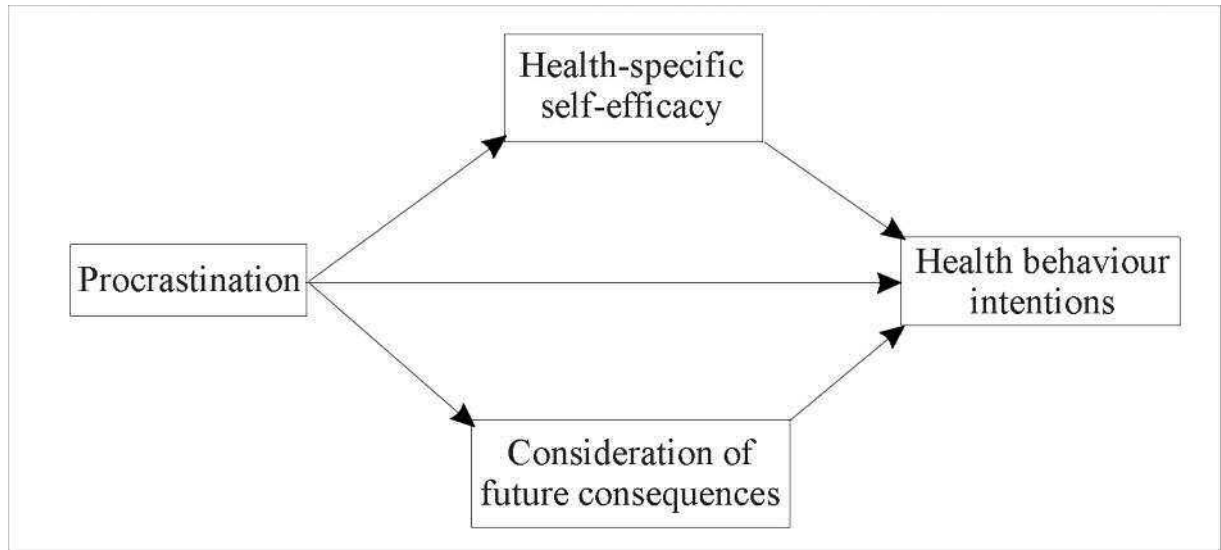 Health-specific
self-efficacy
Procrastination
Health behaviour
intentions
Consideration of
future consequences